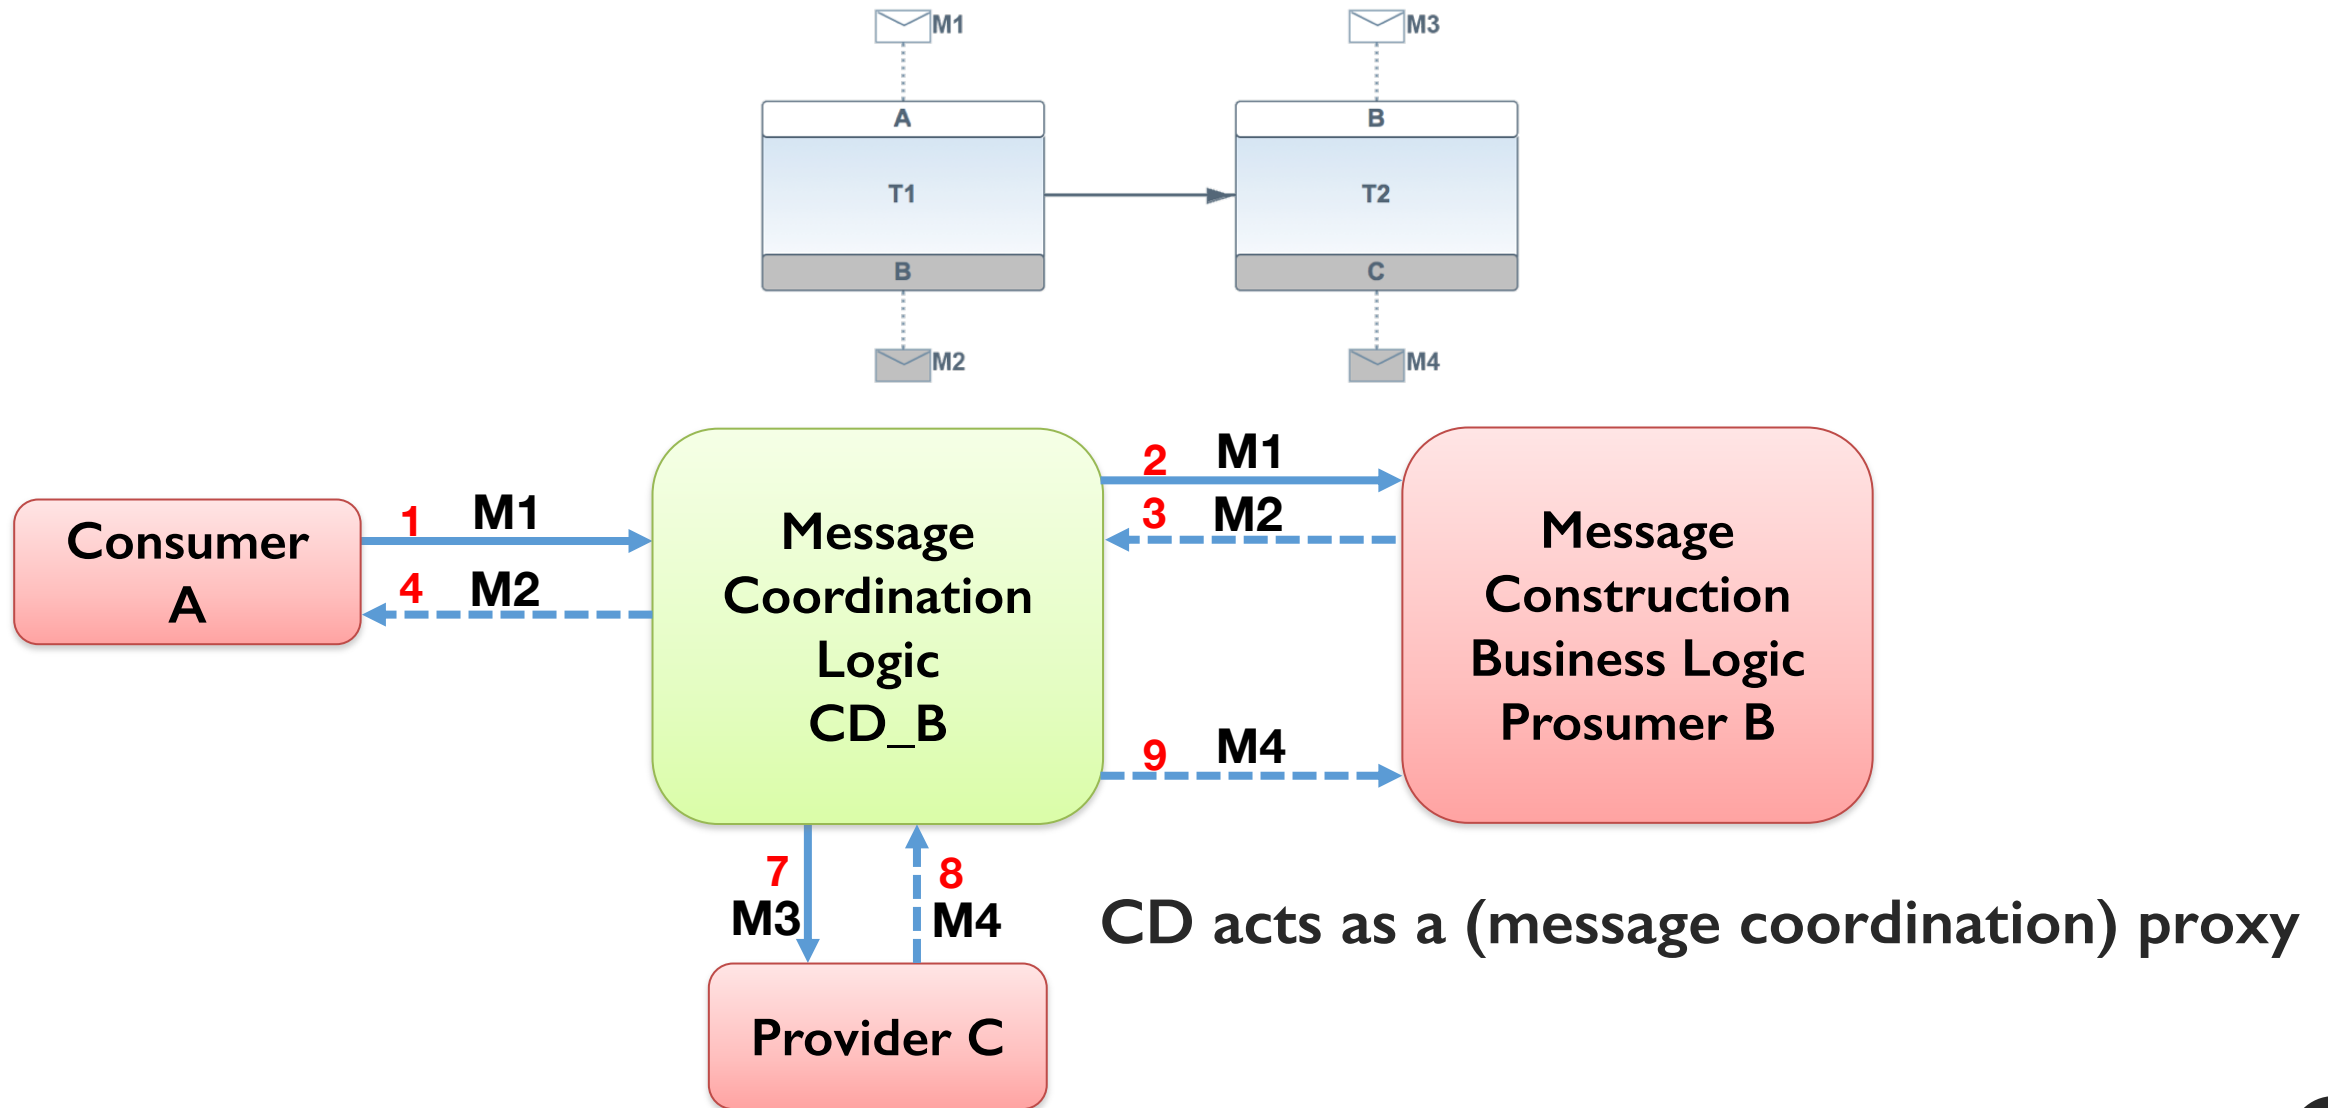 M1
M3
A
B
T1
T2
B
C
M2
M4
2 M1
1 M1
3 M2
Consumer
A
4 M2
Message
Coordination
Logic
CD_B
Message
Construction
Business Logic
Prosumer B
9 M4
7
M3
8
M4
CD acts as a (message coordination) proxy
Provider C